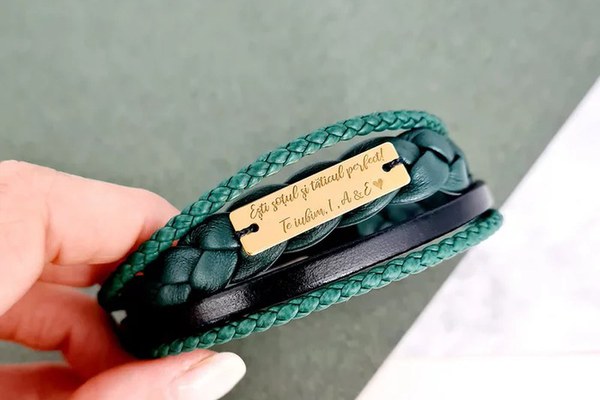 Ești soțul și tăticul perfect!
Te iubim, I, A & E ♥